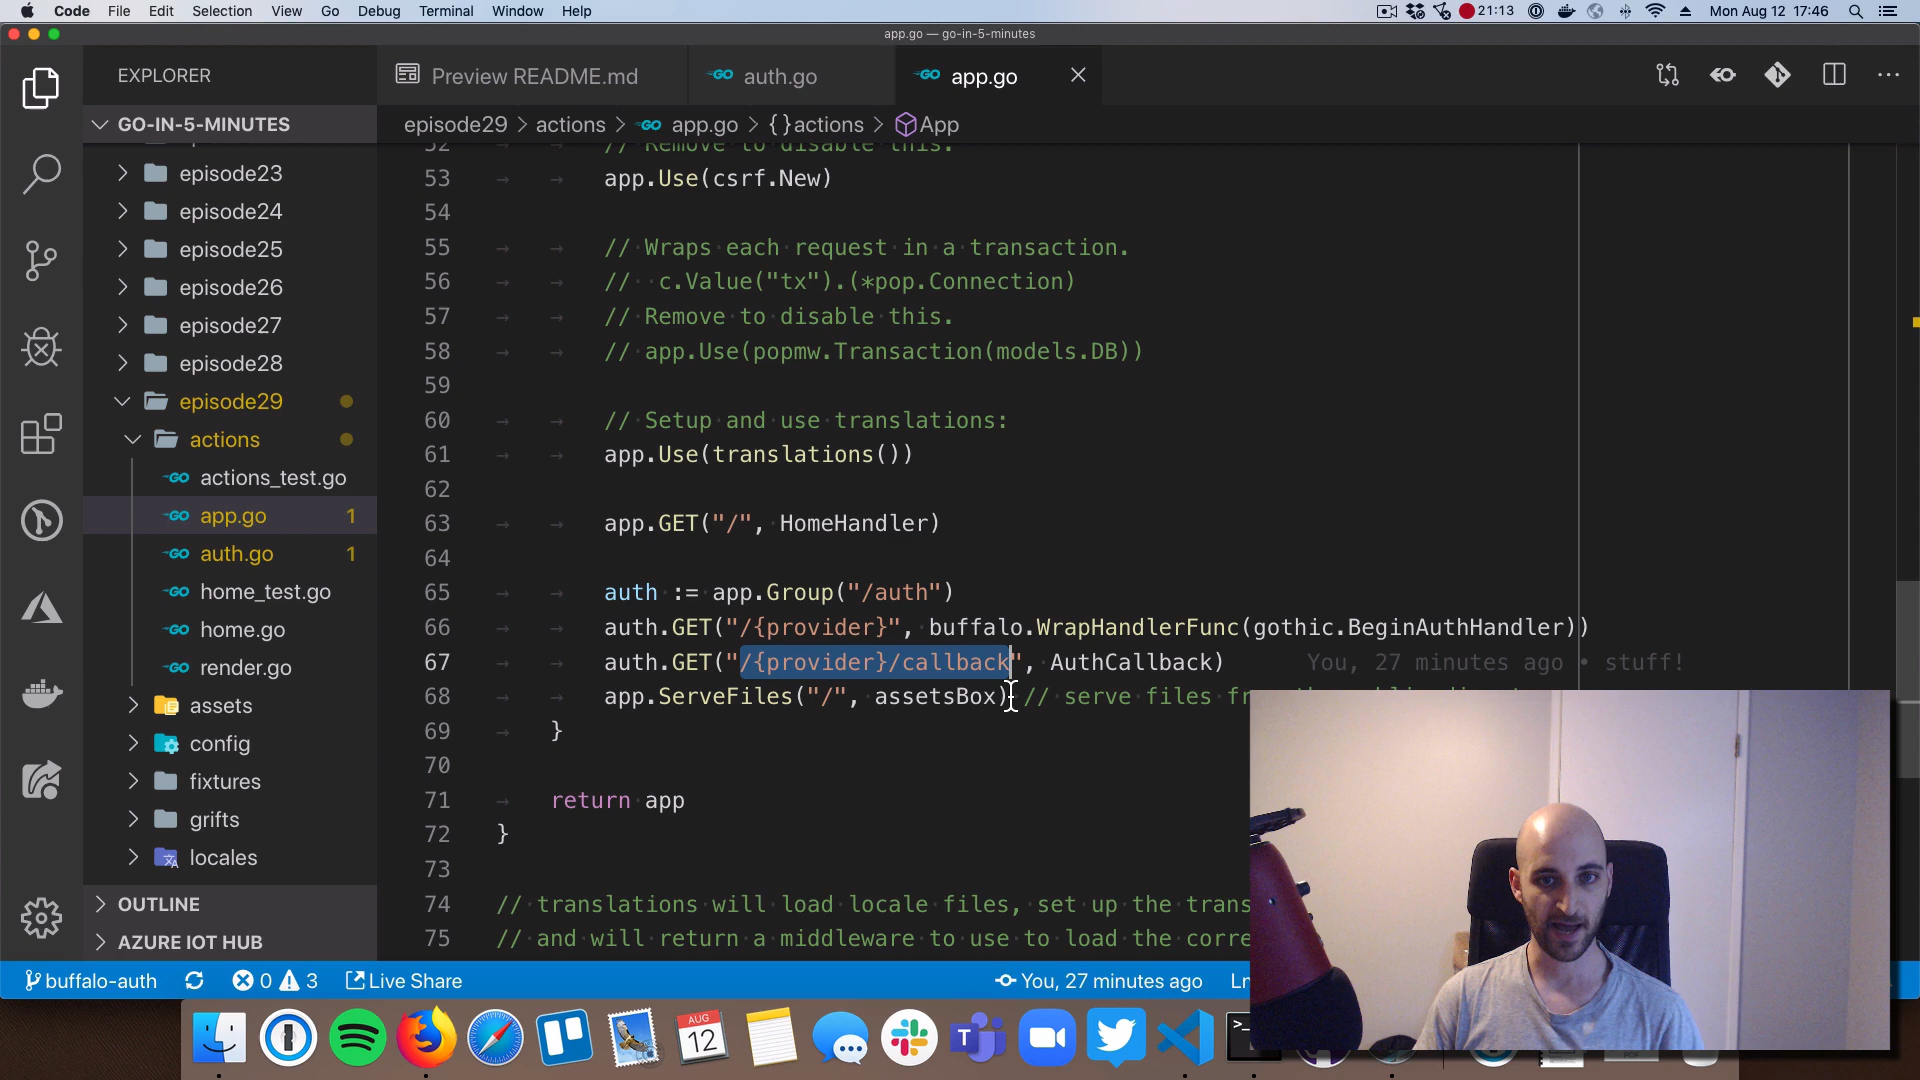 Code File Edit Selection View Go Debug Terminal Window Help 21:13 Mon Aug 12 17:46
app.go — go-in-5-minutes
EXPLORER
Preview README.md
auth.go
app.go
GO-IN-5-MINUTES
episode29 > actions > app.go > {} actions > App
episode23
episode24
episode25
episode26
episode27
episode28
episode29
actions
actions_test.go
app.go 1
auth.go 1
home_test.go
home.go
render.go
assets
config
fixtures
grifts
locales
OUTLINE
AZURE IOT HUB
52 // Remove to disable this.
53 app.Use(csrf.New)
54
55 // Wraps each request in a transaction.
56 //  c.Value("tx").(*pop.Connection)
57 // Remove to disable this.
58 // app.Use(popmw.Transaction(models.DB))
59
60 // Setup and use translations:
61 app.Use(translations())
62
63 app.GET("/", HomeHandler)
64
65 auth := app.Group("/auth")
66 auth.GET("/{provider}", buffalo.WrapHandlerFunc(gothic.BeginAuthHandler))
67 auth.GET("/{provider}/callback", AuthCallback) You, 27 minutes ago • stuff!
68 app.ServeFiles("/", assetsBox) // serve files
69 }
70
71 return app
72 }
73
74 // translations will load locale files, set up the
75 // and will return a middleware to use to load the
buffalo-auth 0 3 Live Share You, 27 minutes ago
AUG
12